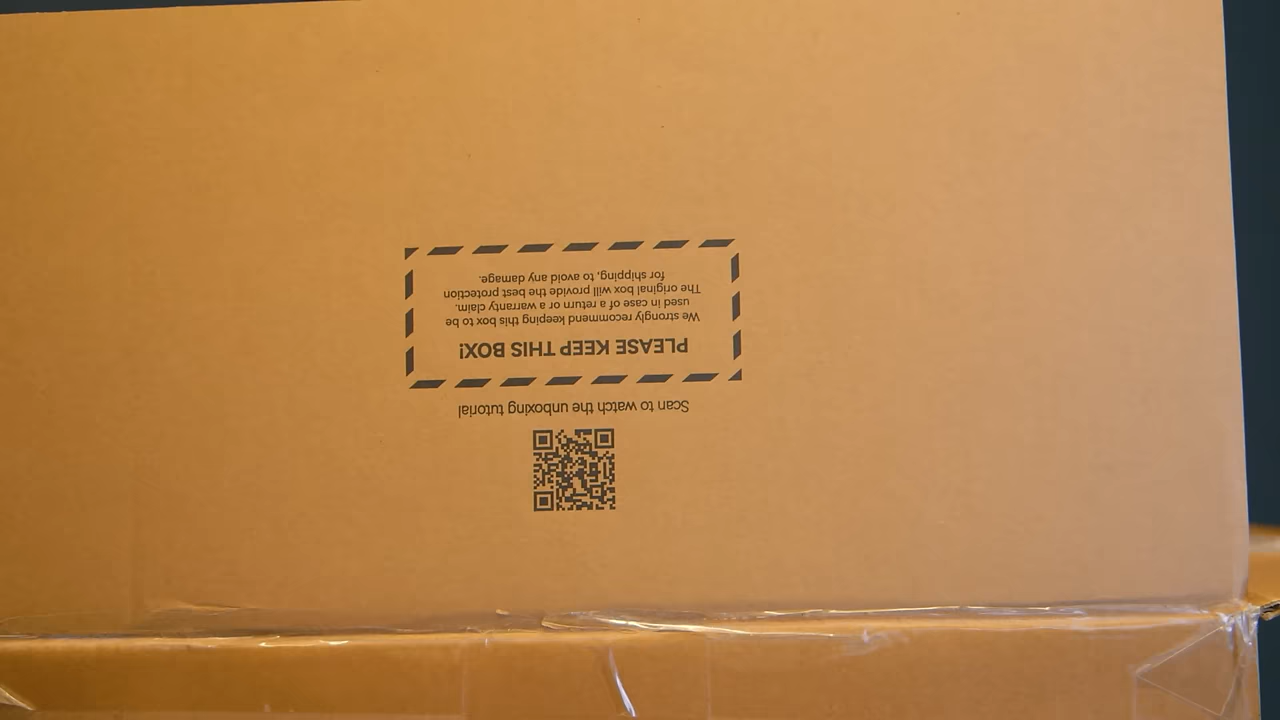 Scan to watch the unboxing tutorial
PLEASE KEEP THIS BOX!
We strongly recommend keeping this box to be
used in case of a return or a warranty claim.
The original box will provide the best protection
for shipping, to avoid any damage.